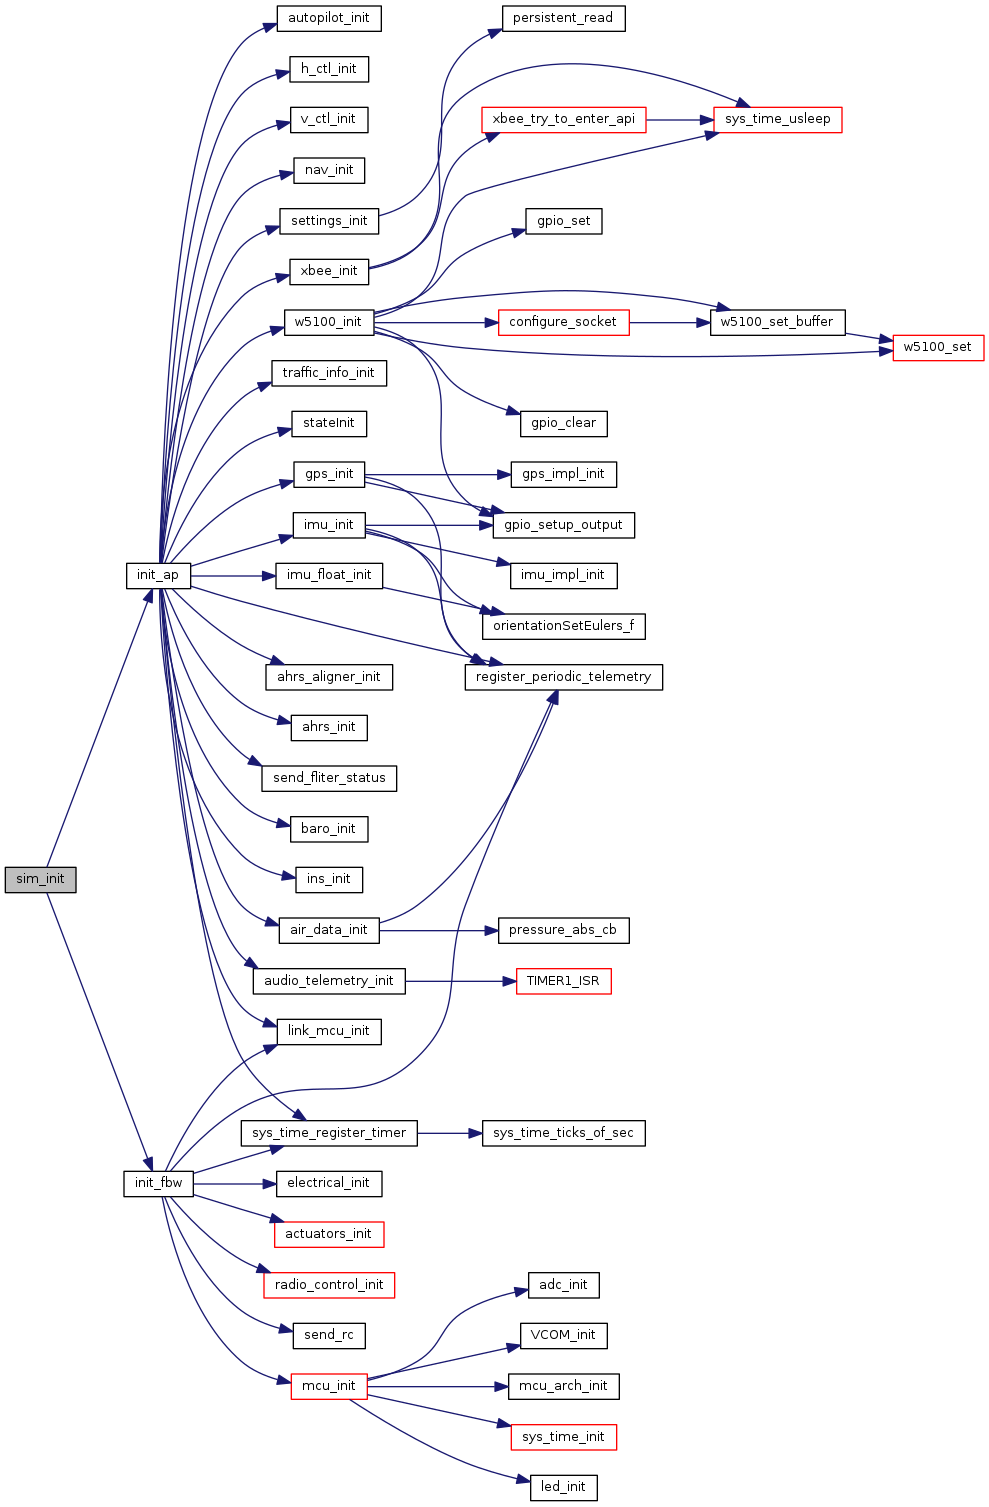 autopilot_init
persistent_read
h_ctl_init
v_ctl_init
xbee_try_to_enter_api
sys_time_usleep
nav_init
settings_init
gpio_set
xbee_init
w5100_init
configure_socket
w5100_set_buffer
w5100_set
traffic_info_init
stateInit
gpio_clear
gps_init
gps_impl_init
imu_init
gpio_setup_output
init_ap
imu_float_init
imu_impl_init
orientationSetEulers_f
ahrs_aligner_init
register_periodic_telemetry
ahrs_init
send_fliter_status
baro_init
sim_init
ins_init
air_data_init
pressure_abs_cb
audio_telemetry_init
TIMER1_ISR
link_mcu_init
sys_time_register_timer
sys_time_ticks_of_sec
init_fbw
electrical_init
actuators_init
radio_control_init
adc_init
send_rc
VCOM_init
mcu_init
mcu_arch_init
sys_time_init
led_init